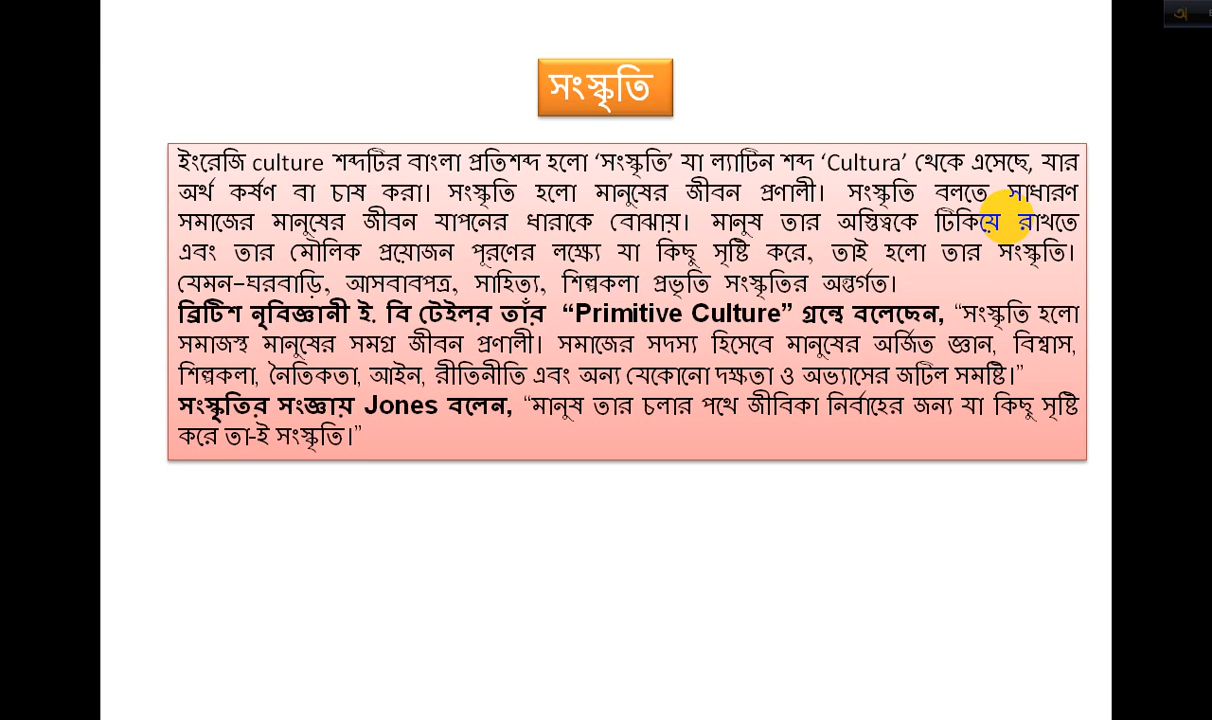 সংস্কৃতি
ইংরেজি culture শব্দটির বাংলা প্রতিশব্দ হলো ‘সংস্কৃতি’ যা ল্যাটিন শব্দ ‘Cultura’ থেকে এসেছে, যার
অর্থ কর্ষণ বা চাষ করা। সংস্কৃতি হলো মানুষের জীবন প্রণালী। সংস্কৃতি বলতে সাধারণ
সমাজের মানুষের জীবন যাপনের ধারাকে বোঝায়। মানুষ তার অস্তিত্বকে টিকিয়ে রাখতে
এবং তার মৌলিক প্রয়োজন পূরণের লক্ষ্যে যা কিছু সৃষ্টি করে, তাই হলো তার সংস্কৃতি।
যেমন–ঘরবাড়ি, আসবাবপত্র, সাহিত্য, শিল্পকলা প্রভৃতি সংস্কৃতির অন্তর্গত।
ব্রিটিশ নৃবিজ্ঞানী ই. বি টেইলর তাঁর “Primitive Culture” গ্রন্থে বলেছেন, “সংস্কৃতি হলো
সমাজস্থ মানুষের সমগ্র জীবন প্রণালী। সমাজের সদস্য হিসেবে মানুষের অর্জিত জ্ঞান, বিশ্বাস,
শিল্পকলা, নৈতিকতা, আইন, রীতিনীতি এবং অন্য যেকোনো দক্ষতা ও অভ্যাসের জটিল সমষ্টি।”
সংস্কৃতির সংজ্ঞায় Jones বলেন, “মানুষ তার চলার পথে জীবিকা নির্বাহের জন্য যা কিছু সৃষ্টি
করে তা-ই সংস্কৃতি।”